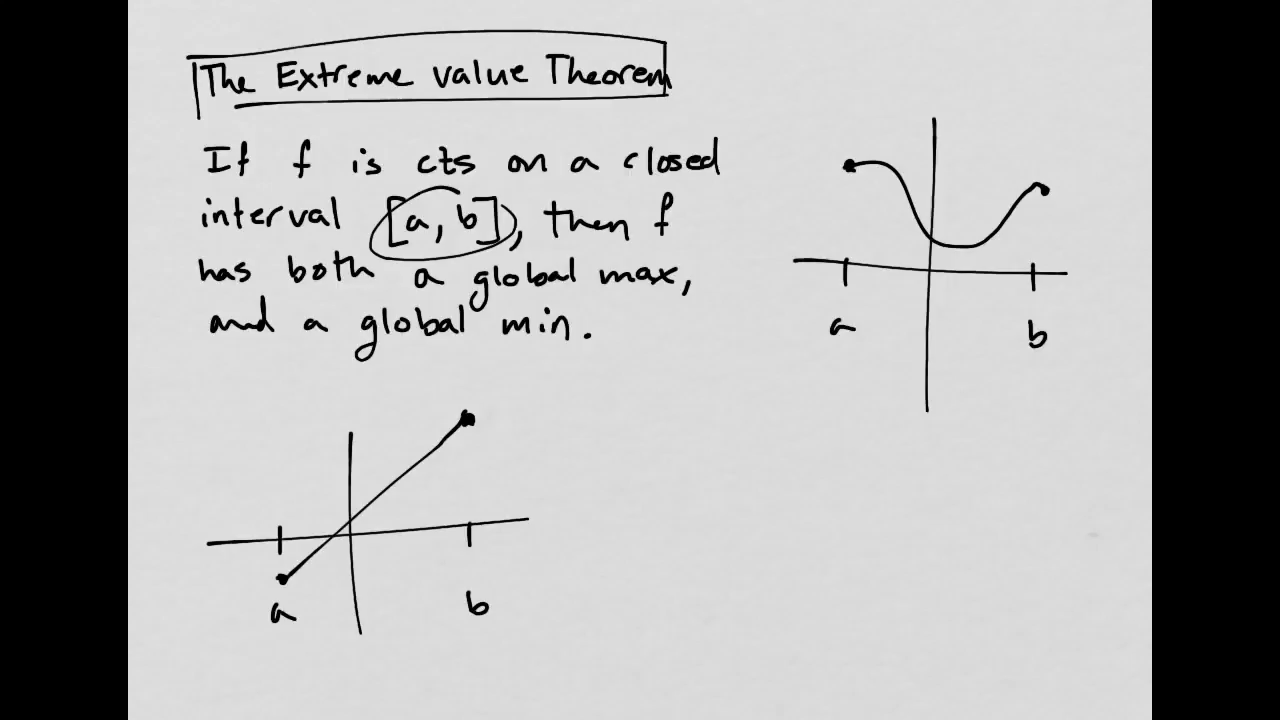 The Extreme value Theorem
If f is cts on a closed
interval [a, b], then f
has both a global max,
and a global min.
a
b
a
b